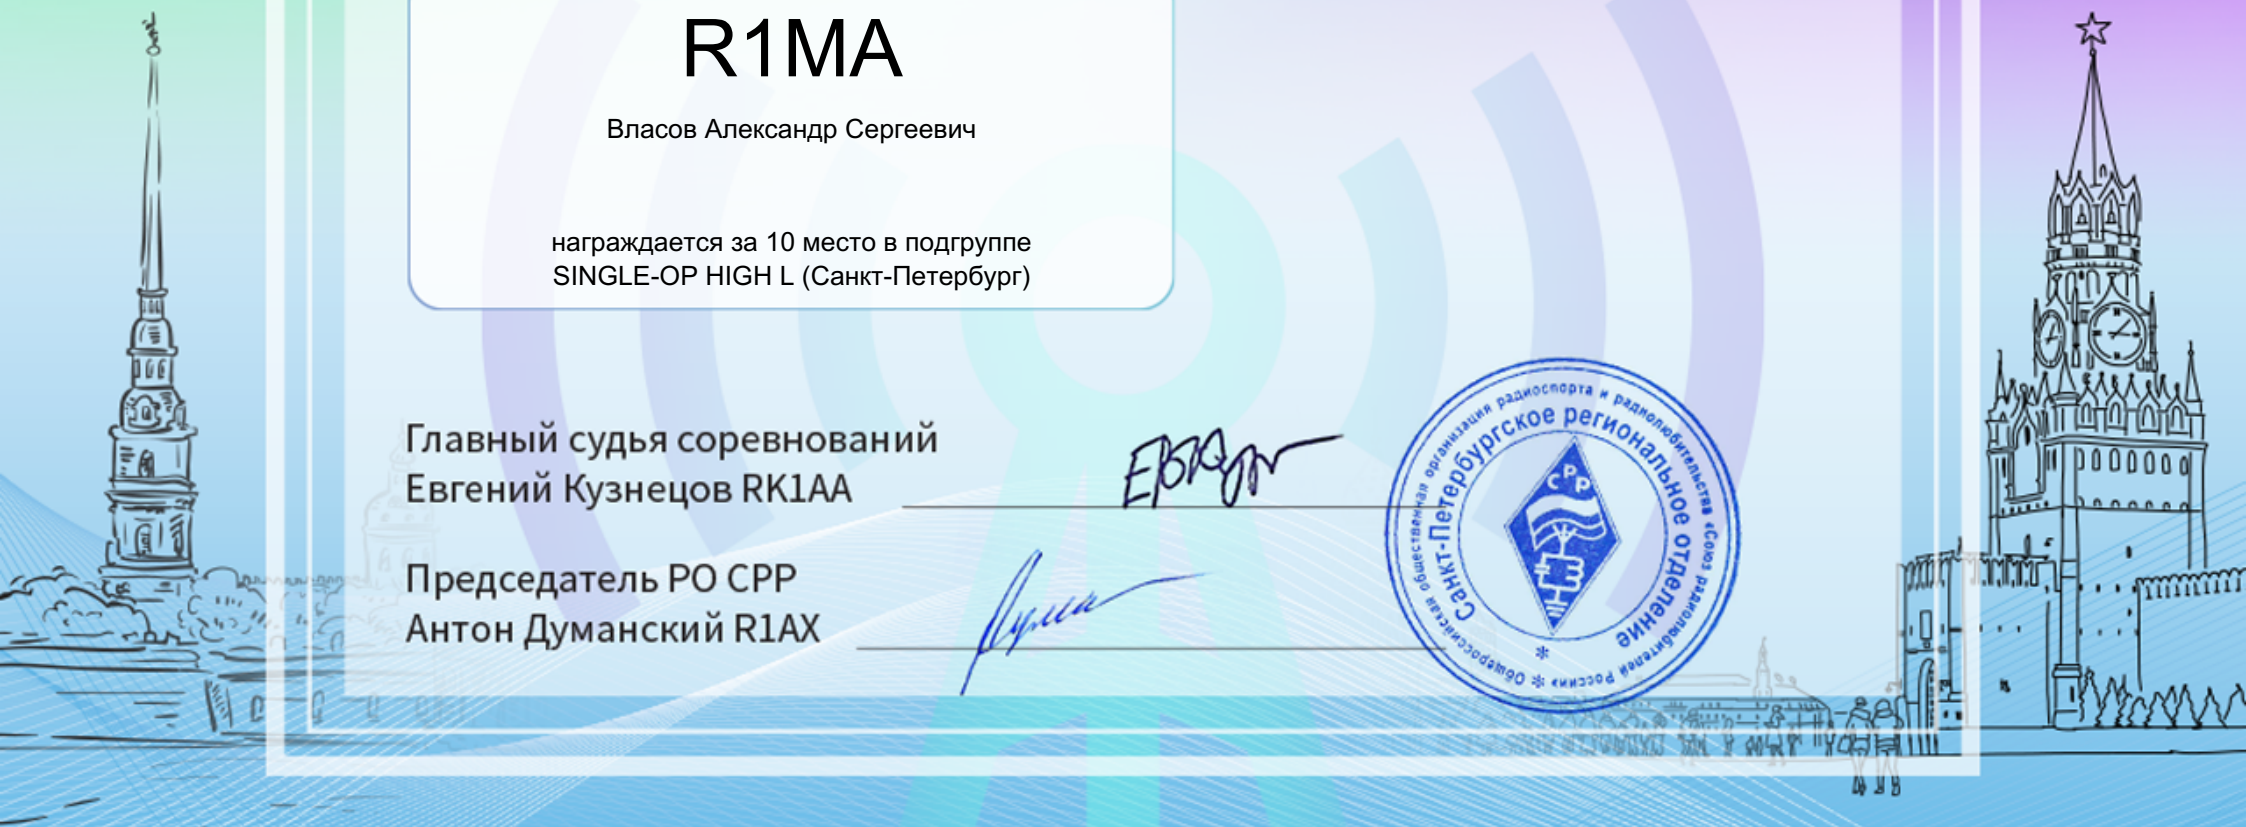 R1MA
Власов Александр Сергеевич
награждается за 10 место в подгруппе
SINGLE-OP HIGH L (Санкт-Петербург)
Главный судья соревнований
Евгений Кузнецов RK1AA
Председатель РО СРР
Антон Думанский R1AX
Общероссийская общественная организация радиоспорта и радиолюбительства «Союз радиолюбителей России»
Санкт-Петербургское региональное отделение
СРР